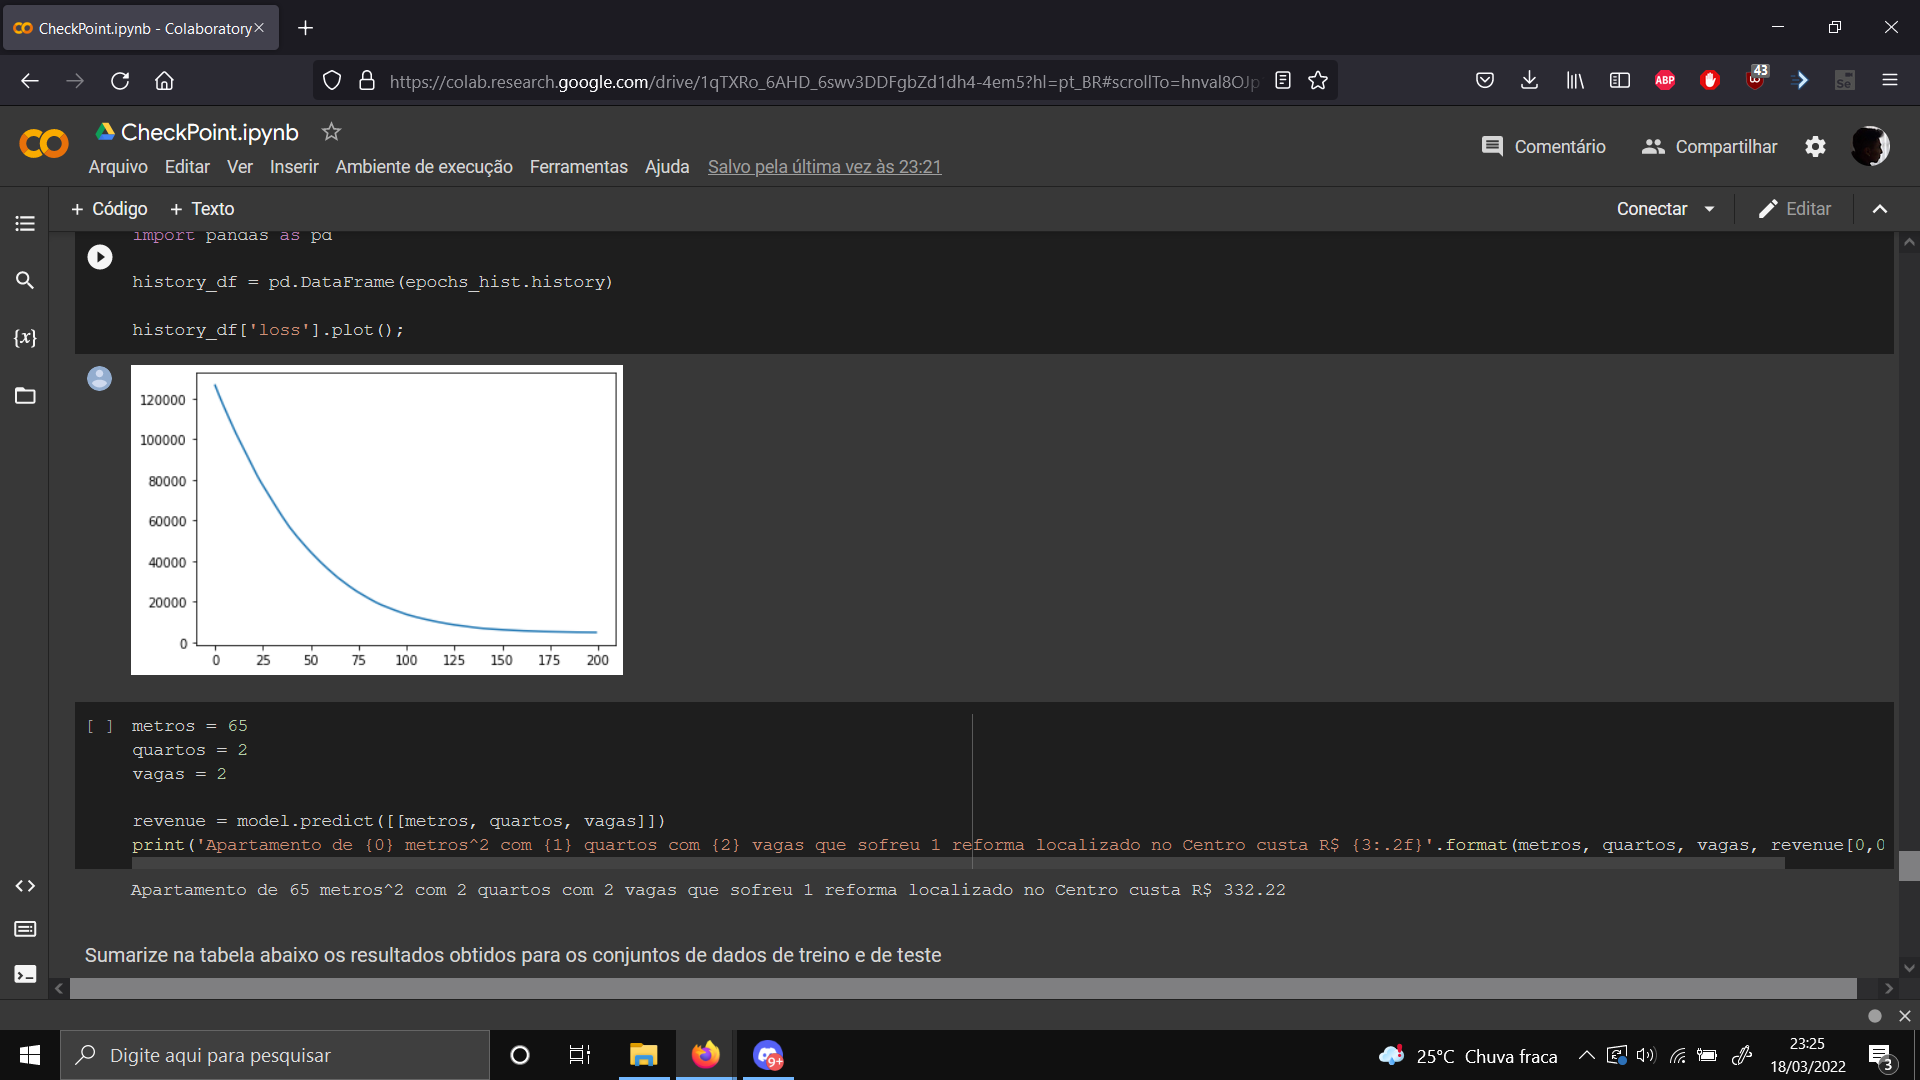 CheckPoint.ipynb - Colaboratory
https://colab.research.google.com/drive/1qTXRo_6AHD_6swv3DDFgbZd1dh4-4em5?hl=pt_BR#scrollTo=hnval8OJp
ABP
43
Se
CheckPoint.ipynb
Comentário
Compartilhar
Arquivo Editar Ver Inserir Ambiente de execução Ferramentas Ajuda Salvo pela última vez às 23:21
+ Código + Texto
Conectar
Editar
import pandas as pd
{x}
history_df = pd.DataFrame(epochs_hist.history)
history_df['loss'].plot();
120000
100000
80000
60000
40000
20000
0
0 25 50 75 100 125 150 175 200
[ ] metros = 65
quartos = 2
vagas = 2
revenue = model.predict([[metros, quartos, vagas]])
print('Apartamento de {0} metros^2 com {1} quartos com {2} vagas que sofreu 1 reforma localizado no Centro custa R$ {3:.2f}'.format(metros, quartos, vagas, revenue[0,0
Apartamento de 65 metros^2 com 2 quartos com 2 vagas que sofreu 1 reforma localizado no Centro custa R$ 332.22
Sumarize na tabela abaixo os resultados obtidos para os conjuntos de dados de treino e de teste
Digite aqui para pesquisar
9+
25°C Chuva fraca
23:25
18/03/2022
3